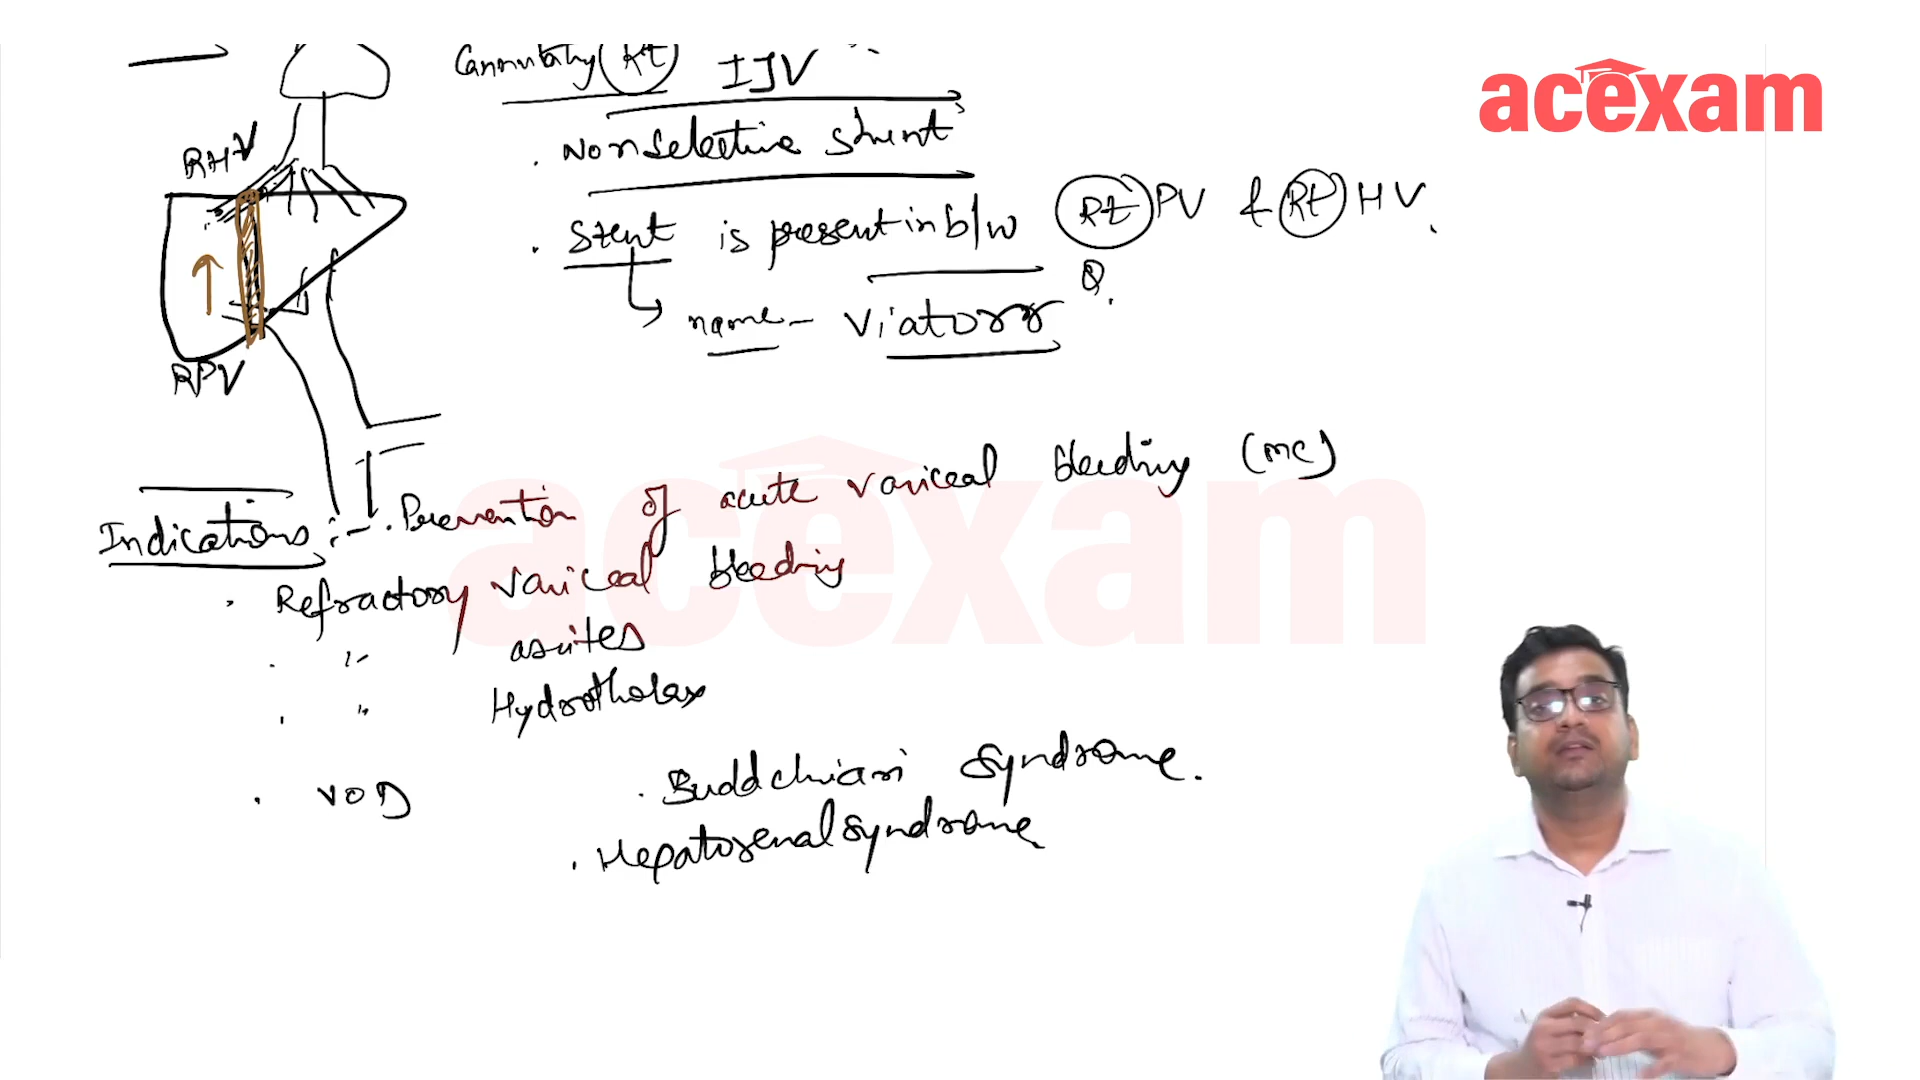 Cannulating Rt IJV
acexam
RHV
. Nonselective shunt
. Stent is present in b/w Rt PV & Rt HV.
Q.
name - Viatorr
RPV
acexam
Indications :- . Prevention of acute variceal bleeding (mc)
. Refractory variceal bleeding
. " ascites
. " Hydrothorax
. VOD . Budd chiari syndrome.
. Hepatorenal syndrome